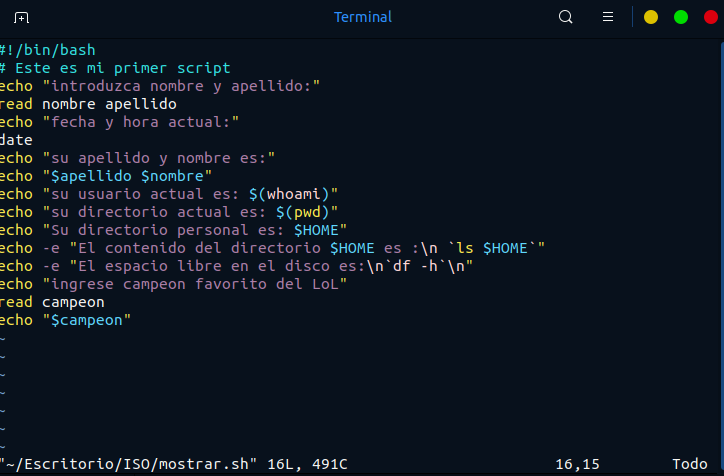 Terminal
#!/bin/bash
# Este es mi primer script
echo "introduzca nombre y apellido:"
read nombre apellido
echo "fecha y hora actual:"
date
echo "su apellido y nombre es:"
echo "$apellido $nombre"
echo "su usuario actual es: $(whoami)"
echo "su directorio actual es: $(pwd)"
echo "Su directorio personal es: $HOME"
echo -e "El contenido del directorio $HOME es :\n `ls $HOME`"
echo -e "El espacio libre en el disco es:\n`df -h`\n"
echo "ingrese campeon favorito del LoL"
read campeon
echo "$campeon"
~
~
~
~
~
~
~
"~/Escritorio/ISO/mostrar.sh" 16L, 491C 16,15 Todo